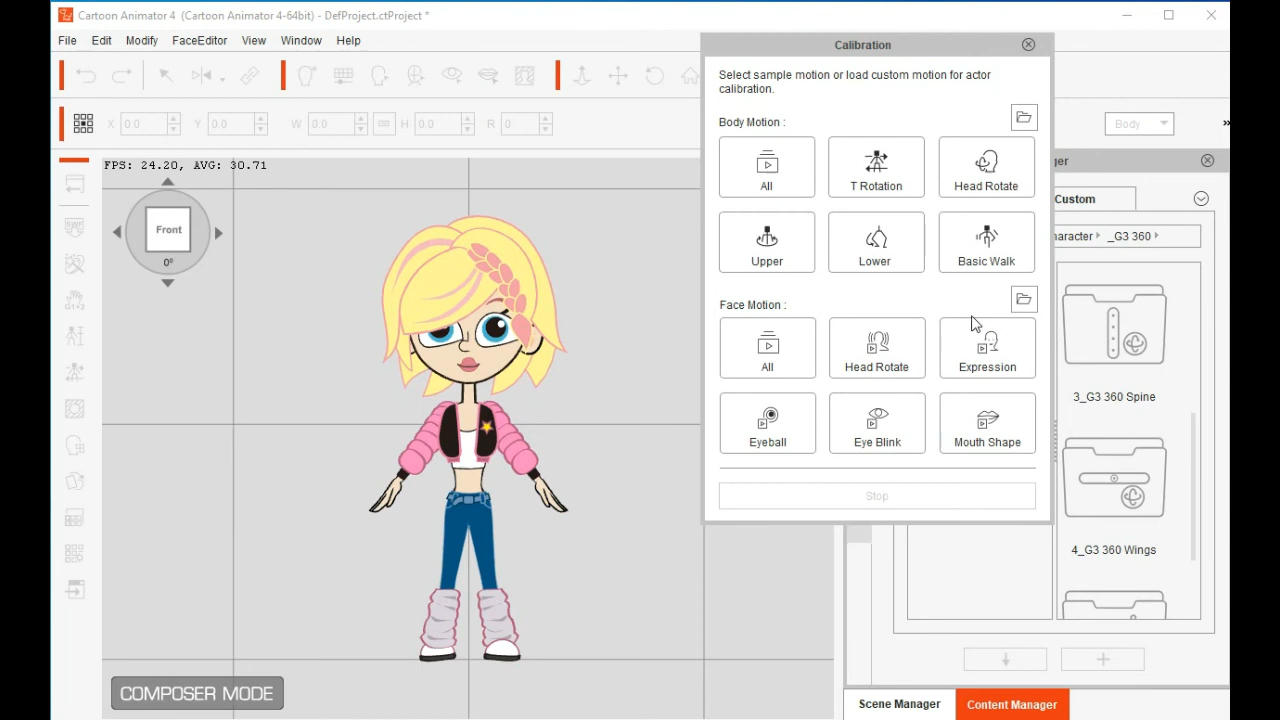 Cartoon Animator 4 (Cartoon Animator 4-64bit) - DefProject.ctProject *
File Edit Modify FaceEditor View Window Help
X 0.0 Y 0.0 W 0.0 H 0.0 R 0
Body
FPS: 24.20, AVG: 30.71
Front
0º
Calibration
Select sample motion or load custom motion for actor
calibration.
Body Motion :
All T Rotation Head Rotate
Upper Lower Basic Walk
Face Motion :
All Head Rotate Expression
Eyeball Eye Blink Mouth Shape
Stop
ger
Custom
haracter _G3 360
3_G3 360 Spine
4_G3 360 Wings
COMPOSER MODE
Scene Manager Content Manager